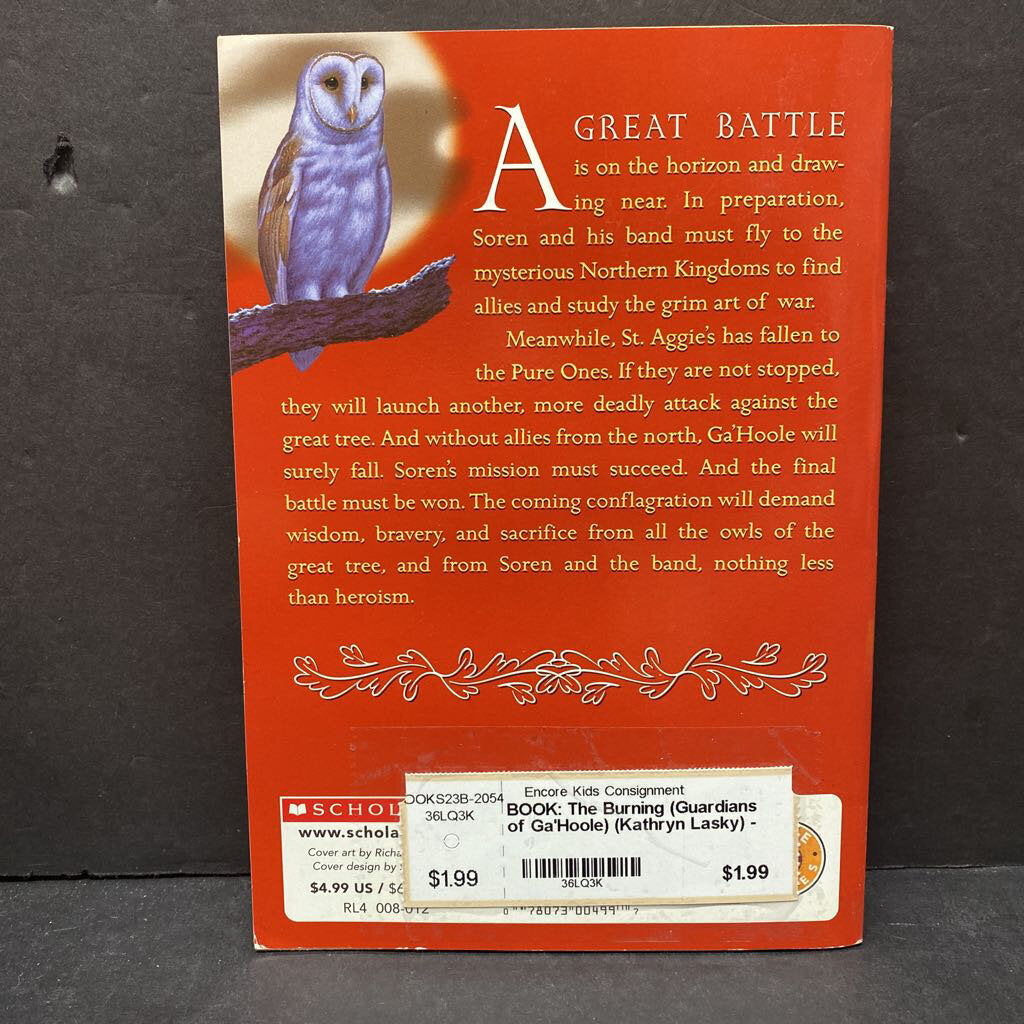 A GREAT BATTLE
is on the horizon and draw-
ing near. In preparation,
Soren and his band must fly to the
mysterious Northern Kingdoms to find
allies and study the grim art of war.
Meanwhile, St. Aggie's has fallen to
the Pure Ones. If they are not stopped,
they will launch another, more deadly attack against the
great tree. And without allies from the north, Ga'Hoole will
surely fall. Soren's mission must succeed. And the final
battle must be won. The coming conflagration will demand
wisdom, bravery, and sacrifice from all the owls of the
great tree, and from Soren and the band, nothing less
than heroism.
SCHOL
www.schola
Cover art by Richa
Cover design by
$4.99 US /
RL4 008-012
OOKS23B-2054
36LQ3K
$1.99
Encore Kids Consignment
BOOK: The Burning (Guardians
of Ga'Hoole) (Kathryn Lasky) -
36LQ3K
$1.99
78073 00499 7